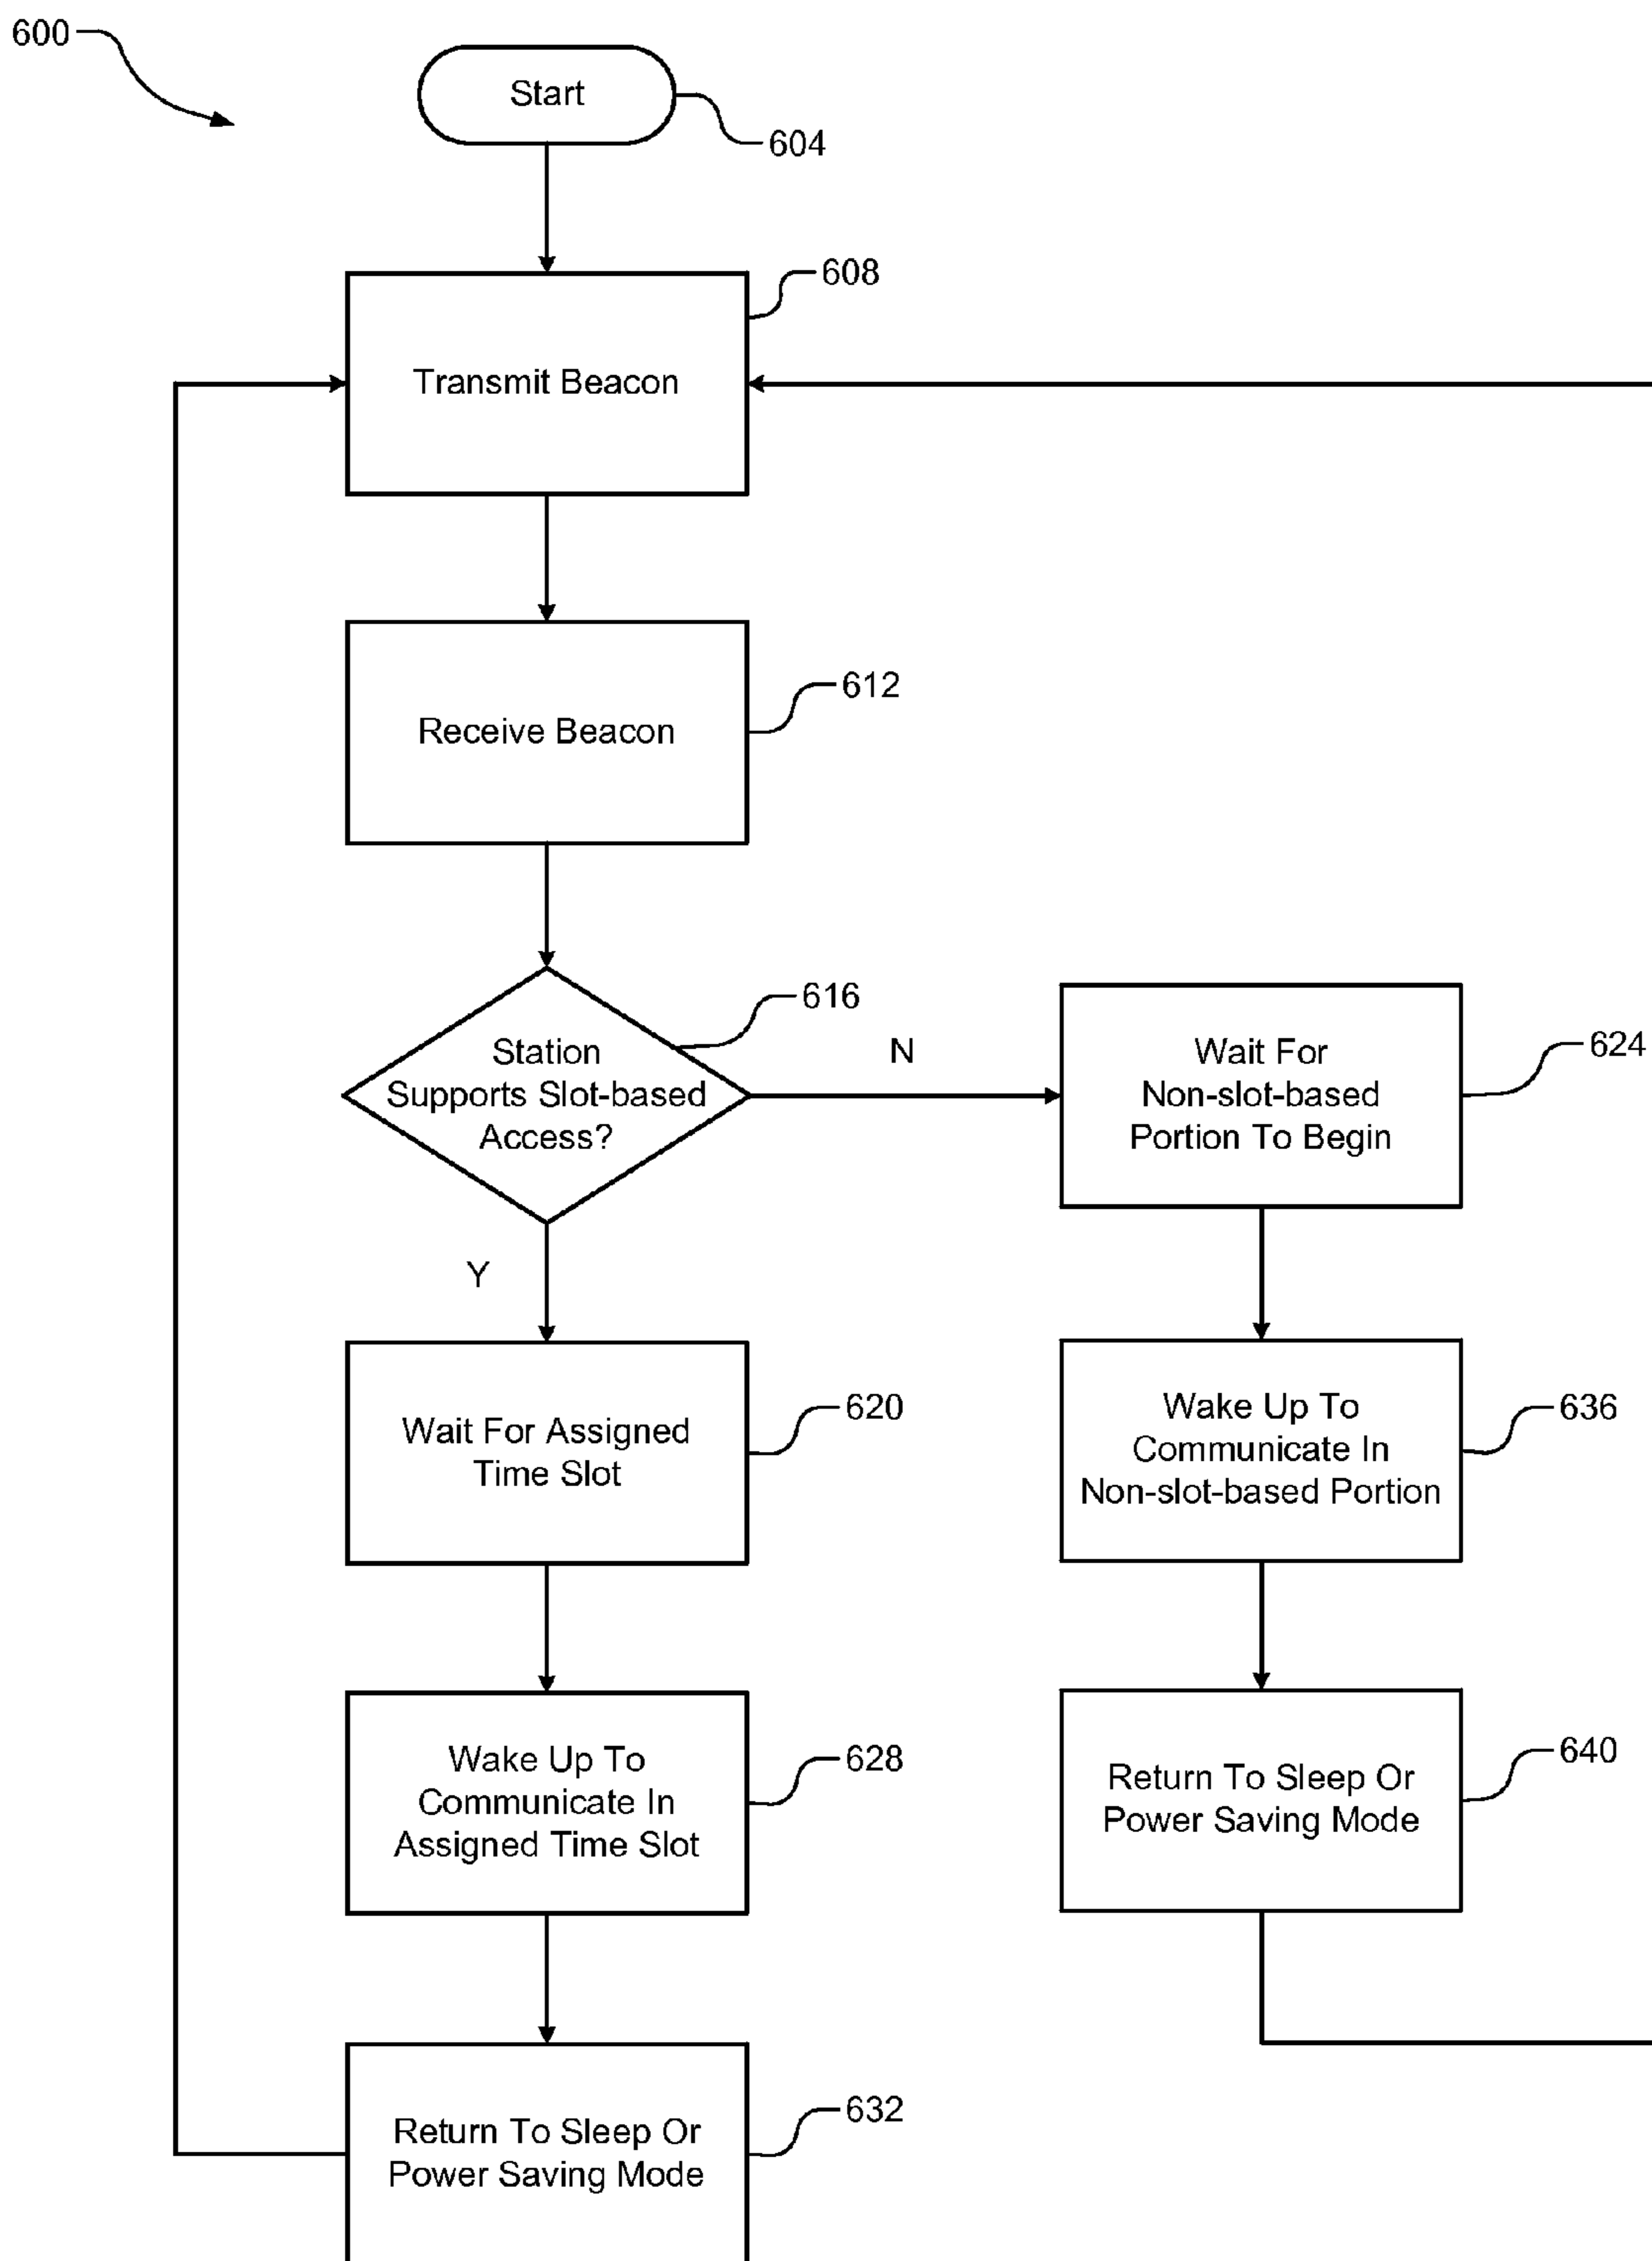 600
Start
604
608
Transmit Beacon
612
Receive Beacon
616
Station
Supports Slot-based
Access?
N
Wait For
Non-slot-based
Portion To Begin
624
Y
620
Wait For Assigned
Time Slot
Wake Up To
Communicate In
Non-slot-based Portion
636
Wake Up To
Communicate In
Assigned Time Slot
628
Return To Sleep Or
Power Saving Mode
640
Return To Sleep Or
Power Saving Mode
632